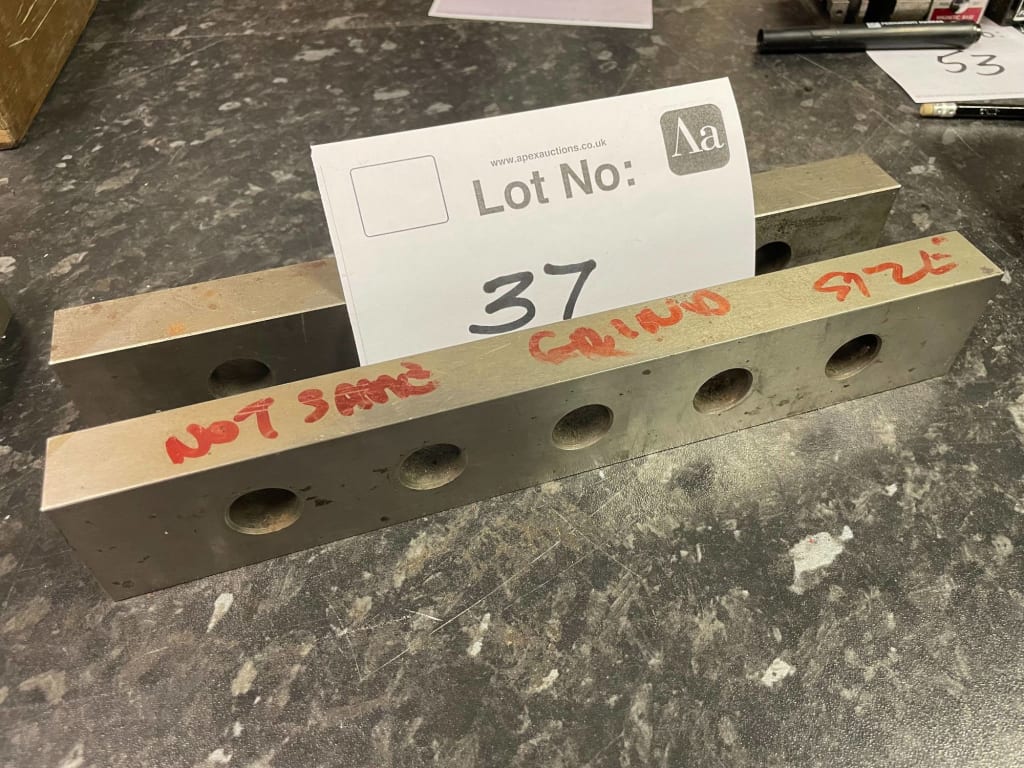 www.apexauctions.co.uk
Lot No:
Aa
37
NOT SAME GRIND SIZE
53